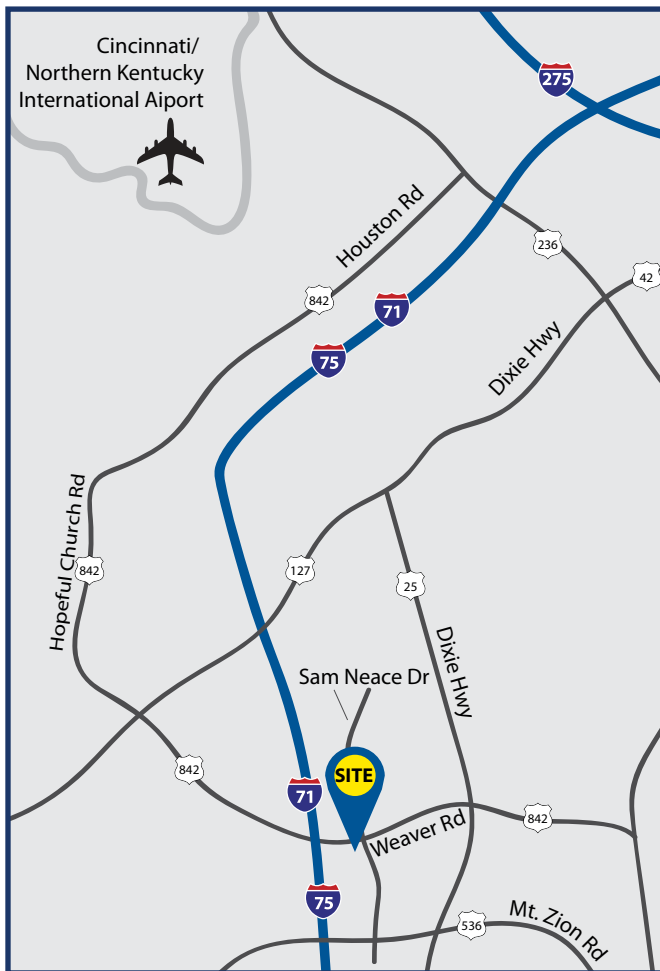 Cincinnati/
Northern Kentucky
International Aiport
275
Houston Rd
236
42
842
71
75
Dixie Hwy
Hopeful Church Rd
842
127
25
Dixie Hwy
Sam Neace Dr
842
SITE
71
842
Weaver Rd
75
536
Mt. Zion Rd